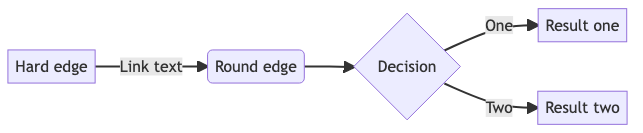 Hard edge
Link text
Round edge
Decision
One
Result one
Two
Result two